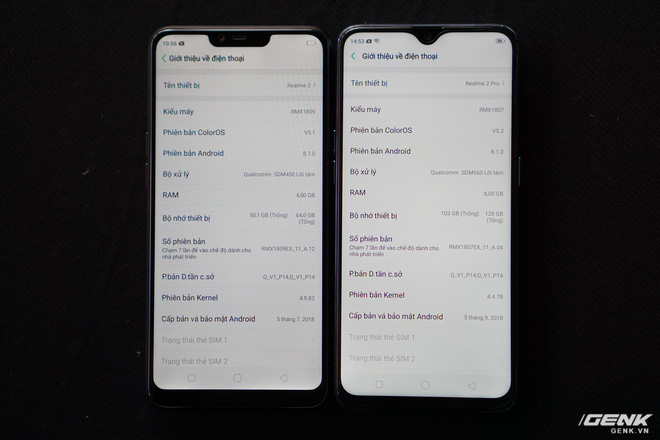 10:56
Giới thiệu về điện thoại
Tên thiết bị Realme 2
Kiểu máy RMX1809
Phiên bản ColorOS V5.1
Phiên bản Android 8.1.0
Bộ xử lý Qualcomm SDM450 Lõi tám
RAM 4,00 GB
Bộ nhớ thiết bị 50,1 GB (Trống) 64,0 GB
(Tổng)
Số phiên bản
Chạm 7 lần để vào chế độ dành cho RMX1809EX_11_A.12
nhà phát triển
P.bản D.tần c.sở Q_V1_P14,Q_V1_P14
Phiên bản Kernel 4.9.82
Cấp bản vá bảo mật Android 5 tháng 7, 2018
Trạng thái thẻ SIM 1
Trạng thái thẻ SIM 2
14:53
Giới thiệu về điện thoại
Tên thiết bị Realme 2 Pro
Kiểu máy RMX1807
Phiên bản ColorOS V5.2
Phiên bản Android 8.1.0
Bộ xử lý Qualcomm SDM660 Lõi tám
RAM 8,00 GB
Bộ nhớ thiết bị 103 GB (Trống) 128 GB
(Tổng)
Số phiên bản
Chạm 7 lần để vào chế độ dành cho RMX1807EX_11_A.04
nhà phát triển
P.bản D.tần c.sở Q_V1_P14,Q_V1_P14
Phiên bản Kernel 4.4.78
Cấp bản vá bảo mật Android 5 tháng 9, 2018
Trạng thái thẻ SIM 1
Trạng thái thẻ SIM 2
GENK
GENK.VN